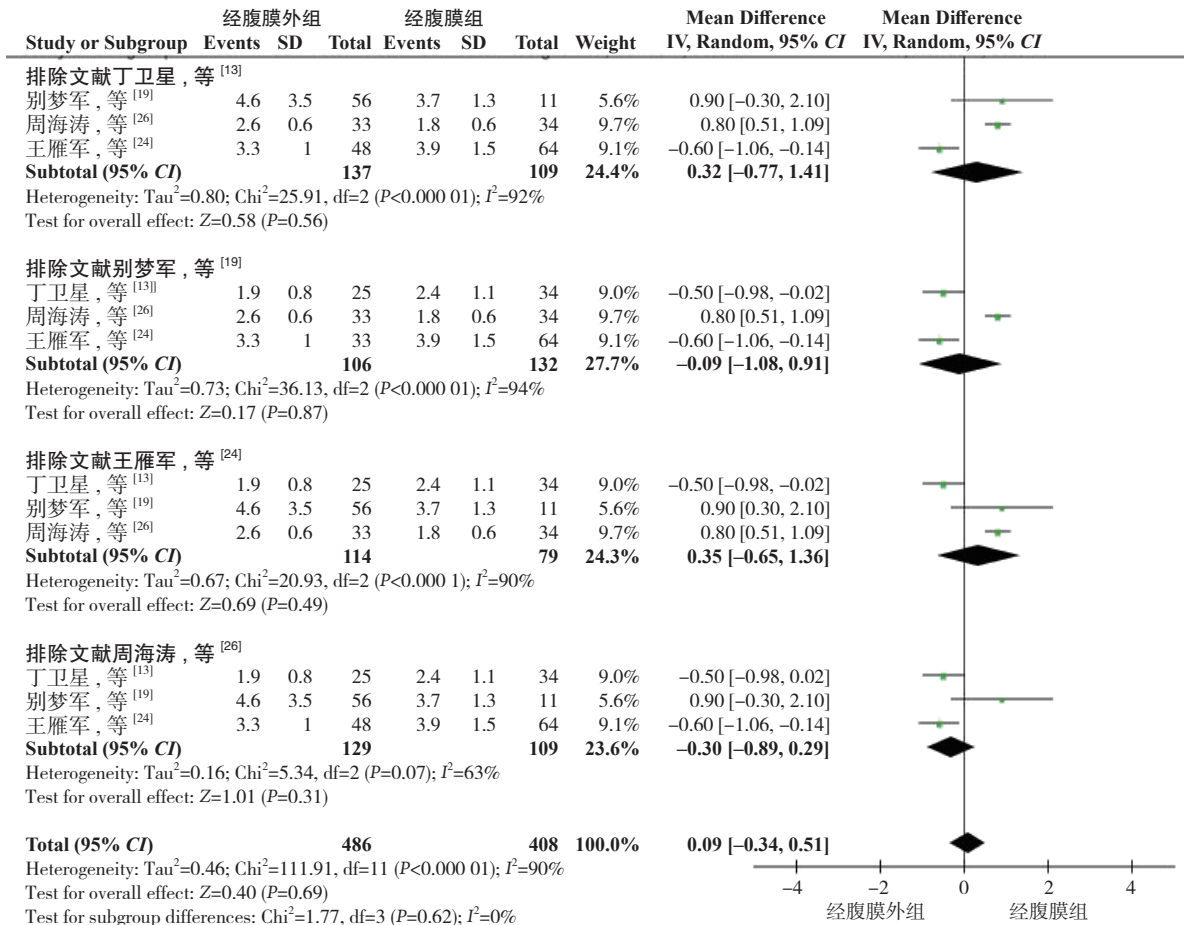 经腹膜外组 经腹膜组 Mean Difference Mean Difference
Study or Subgroup Events SD Total Events SD Total Weight IV, Random, 95% CI IV, Random, 95% CI
排除文献丁卫星,等 [13]
别梦军,等 [19] 4.6 3.5 56 3.7 1.3 11 5.6% 0.90 [−0.30, 2.10]
周海涛,等 [26] 2.6 0.6 33 1.8 0.6 34 9.7% 0.80 [0.51, 1.09]
王雁军,等 [24] 3.3 1 48 3.9 1.5 64 9.1% −0.60 [−1.06, −0.14]
Subtotal (95% CI) 137 109 24.4% 0.32 [−0.77, 1.41]
Heterogeneity: Tau²=0.80; Chi²=25.91, df=2 (P<0.000 01); I²=92%
Test for overall effect: Z=0.58 (P=0.56)
排除文献别梦军,等 [19]
丁卫星,等 [13]] 1.9 0.8 25 2.4 1.1 34 9.0% −0.50 [−0.98, −0.02]
周海涛,等 [26] 2.6 0.6 33 1.8 0.6 34 9.7% 0.80 [0.51, 1.09]
王雁军,等 [24] 3.3 1 33 3.9 1.5 64 9.1% −0.60 [−1.06, −0.14]
Subtotal (95% CI) 106 132 27.7% −0.09 [−1.08, 0.91]
Heterogeneity: Tau²=0.73; Chi²=36.13, df=2 (P<0.000 01); I²=94%
Test for overall effect: Z=0.17 (P=0.87)
排除文献王雁军,等 [24]
丁卫星,等 [13] 1.9 0.8 25 2.4 1.1 34 9.0% −0.50 [−0.98, −0.02]
别梦军,等 [19] 4.6 3.5 56 3.7 1.3 11 5.6% 0.90 [0.30, 2.10]
周海涛,等 [26] 2.6 0.6 33 1.8 0.6 34 9.7% 0.80 [0.51, 1.09]
Subtotal (95% CI) 114 79 24.3% 0.35 [−0.65, 1.36]
Heterogeneity: Tau²=0.67; Chi²=20.93, df=2 (P<0.000 1); I²=90%
Test for overall effect: Z=0.69 (P=0.49)
排除文献周海涛,等 [26]
丁卫星,等 [13] 1.9 0.8 25 2.4 1.1 34 9.0% −0.50 [−0.98, 0.02]
别梦军,等 [19] 4.6 3.5 56 3.7 1.3 11 5.6% 0.90 [−0.30, 2.10]
王雁军,等 [24] 3.3 1 48 3.9 1.5 64 9.1% −0.60 [−1.06, −0.14]
Subtotal (95% CI) 129 109 23.6% −0.30 [−0.89, 0.29]
Heterogeneity: Tau²=0.16; Chi²=5.34, df=2 (P=0.07); I²=63%
Test for overall effect: Z=1.01 (P=0.31)
Total (95% CI) 486 408 100.0% 0.09 [−0.34, 0.51]
Heterogeneity: Tau²=0.46; Chi²=111.91, df=11 (P<0.000 01); I²=90%
Test for overall effect: Z=0.40 (P=0.69)
Test for subgroup differences: Chi²=1.77, df=3 (P=0.62); I²=0%
−4 −2 0 2 4
经腹膜外组 经腹膜组